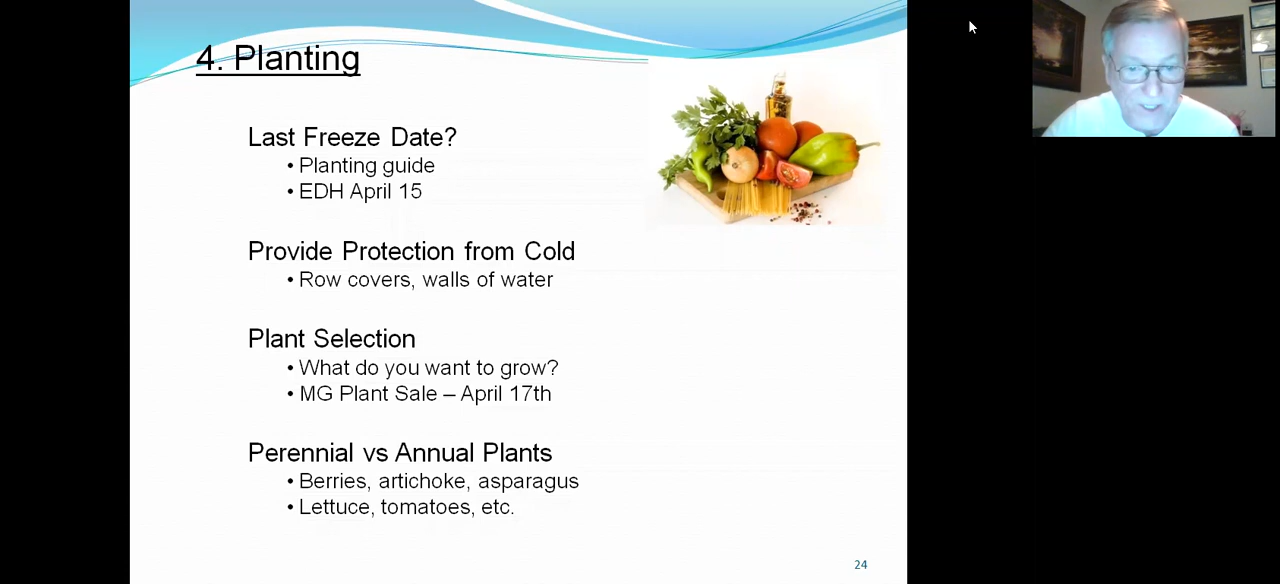 4. Planting
Last Freeze Date?
• Planting guide
• EDH April 15
Provide Protection from Cold
• Row covers, walls of water
Plant Selection
• What do you want to grow?
• MG Plant Sale – April 17th
Perennial vs Annual Plants
• Berries, artichoke, asparagus
• Lettuce, tomatoes, etc.
24